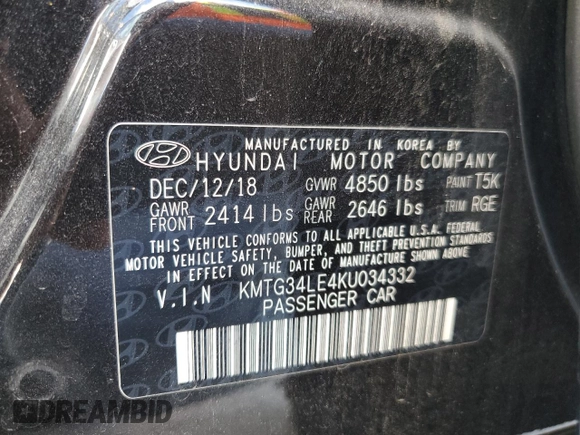 MANUFACTURED IN KOREA BY
HYUNDAI MOTOR COMPANY
DEC/12/18 GVWR 4850 lbs PAINT T5K
GAWR FRONT 2414 lbs GAWR REAR 2646 lbs TRIM RGE
THIS VEHICLE CONFORMS TO ALL APPLICABLE U.S.A. FEDERAL
MOTOR VEHICLE SAFETY, BUMPER, AND THEFT PREVENTION STANDARDS
IN EFFECT ON THE DATE OF MANUFACTURE SHOWN ABOVE.
V.I.N KMTG34LE4KU034332
PASSENGER CAR
DREAMBID